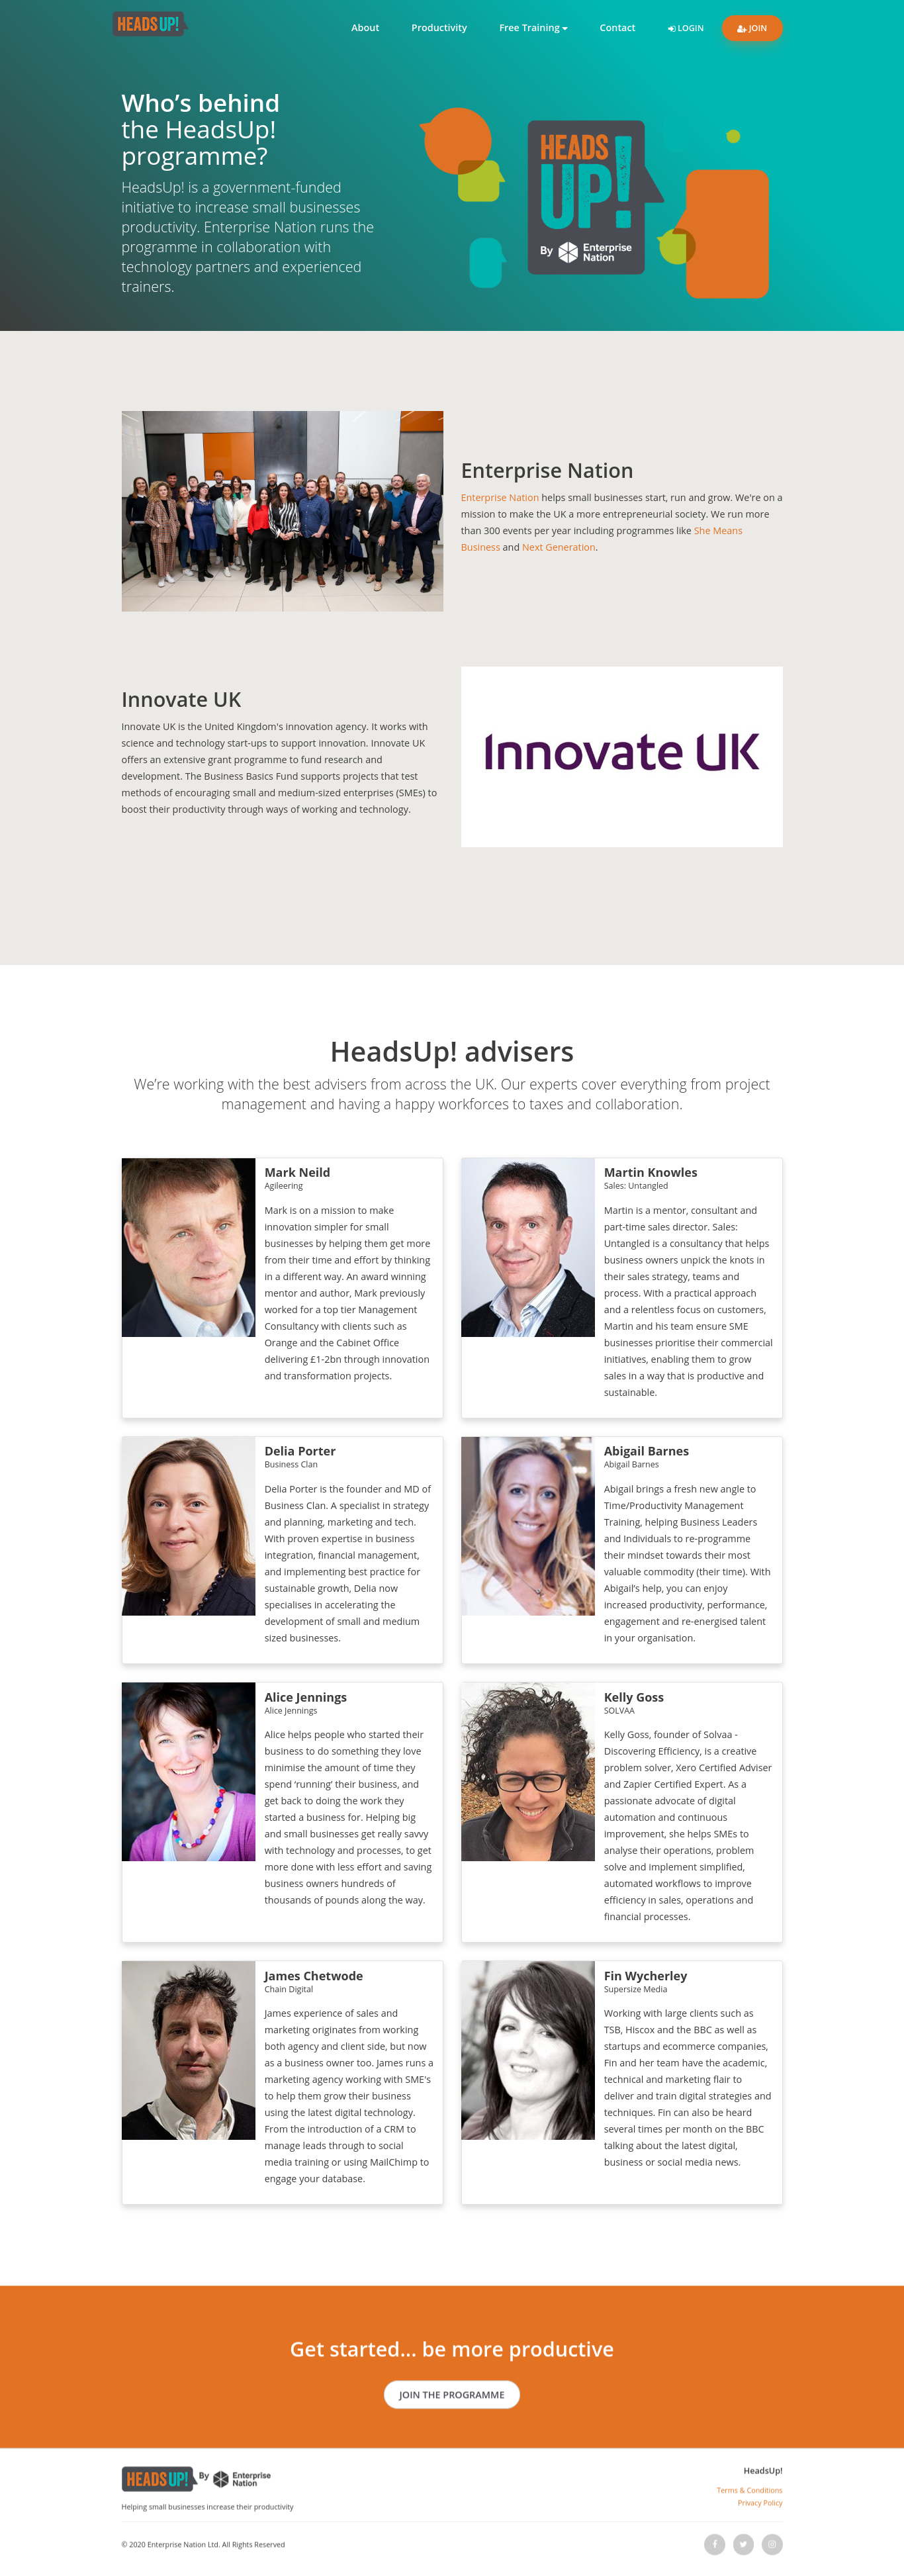 HEADSUP!
About
Productivity
Free Training
Contact
LOGIN
JOIN
Who’s behind
the HeadsUp!
programme?
HeadsUp! is a government-funded
initiative to increase small businesses
productivity. Enterprise Nation runs the
programme in collaboration with
technology partners and experienced
trainers.
HEADS
UP!
By Enterprise
Nation
Enterprise Nation
Enterprise Nation helps small businesses start, run and grow. We're on a
mission to make the UK a more entrepreneurial society. We run more
than 300 events per year including programmes like She Means
Business and Next Generation.
Innovate UK
Innovate UK is the United Kingdom's innovation agency. It works with
science and technology start-ups to support innovation. Innovate UK
offers an extensive grant programme to fund research and
development. The Business Basics Fund supports projects that test
methods of encouraging small and medium-sized enterprises (SMEs) to
boost their productivity through ways of working and technology.
Innovate UK
HeadsUp! advisers
We’re working with the best advisers from across the UK. Our experts cover everything from project
management and having a happy workforces to taxes and collaboration.
Mark Neild
Agileering
Mark is on a mission to make
innovation simpler for small
businesses by helping them get more
from their time and effort by thinking
in a different way. An award winning
mentor and author, Mark previously
worked for a top tier Management
Consultancy with clients such as
Orange and the Cabinet Office
delivering £1-2bn through innovation
and transformation projects.
Martin Knowles
Sales: Untangled
Martin is a mentor, consultant and
part-time sales director. Sales:
Untangled is a consultancy that helps
business owners unpick the knots in
their sales strategy, teams and
process. With a practical approach
and a relentless focus on customers,
Martin and his team ensure SME
businesses prioritise their commercial
initiatives, enabling them to grow
sales in a way that is productive and
sustainable.
Delia Porter
Business Clan
Delia Porter is the founder and MD of
Business Clan. A specialist in strategy
and planning, marketing and tech.
With proven expertise in business
integration, financial management,
and implementing best practice for
sustainable growth, Delia now
specialises in accelerating the
development of small and medium
sized businesses.
Abigail Barnes
Abigail Barnes
Abigail brings a fresh new angle to
Time/Productivity Management
Training, helping Business Leaders
and Individuals to re-programme
their mindset towards their most
valuable commodity (their time). With
Abigail’s help, you can enjoy
increased productivity, performance,
engagement and re-energised talent
in your organisation.
Alice Jennings
Alice Jennings
Alice helps people who started their
business to do something they love
minimise the amount of time they
spend ‘running’ their business, and
get back to doing the work they
started a business for. Helping big
and small businesses get really savvy
with technology and processes, to get
more done with less effort and saving
business owners hundreds of
thousands of pounds along the way.
Kelly Goss
SOLVAA
Kelly Goss, founder of Solvaa -
Discovering Efficiency, is a creative
problem solver, Xero Certified Adviser
and Zapier Certified Expert. As a
passionate advocate of digital
automation and continuous
improvement, she helps SMEs to
analyse their operations, problem
solve and implement simplified,
automated workflows to improve
efficiency in sales, operations and
financial processes.
James Chetwode
Chain Digital
James experience of sales and
marketing originates from working
both agency and client side, but now
as a business owner too. James runs a
marketing agency working with SME's
to help them grow their business
using the latest digital technology.
From the introduction of a CRM to
manage leads through to social
media training or using MailChimp to
engage your database.
Fin Wycherley
Supersize Media
Working with large clients such as
TSB, Hiscox and the BBC as well as
startups and ecommerce companies,
Fin and her team have the academic,
technical and marketing flair to
deliver and train digital strategies and
techniques. Fin can also be heard
several times per month on the BBC
talking about the latest digital,
business or social media news.
Get started... be more productive
JOIN THE PROGRAMME
HEADSUP! By Enterprise
Nation
Helping small businesses increase their productivity
HeadsUp!
Terms & Conditions
Privacy Policy
© 2020 Enterprise Nation Ltd. All Rights Reserved